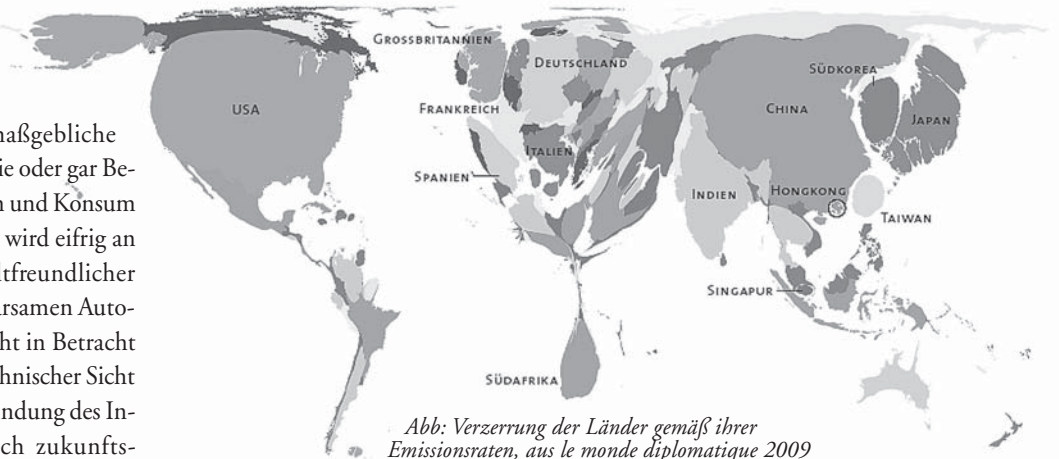 maßgebliche
ie oder gar Be-
n und Konsum
wird eifrig an
ltfreundlicher
arsamen Auto-
ht in Betracht
hnischer Sicht
ndung des In-
ch zukunfts-
GROSSBRITANNIEN
DEUTSCHLAND
SÜDKOREA
USA
FRANKREICH
CHINA
JAPAN
ITALIEN
SPANIEN
INDIEN
HONGKONG
TAIWAN
SINGAPUR
SÜDAFRIKA
Abb: Verzerrung der Länder gemäß ihrer
Emissionsraten, aus le monde diplomatique 2009